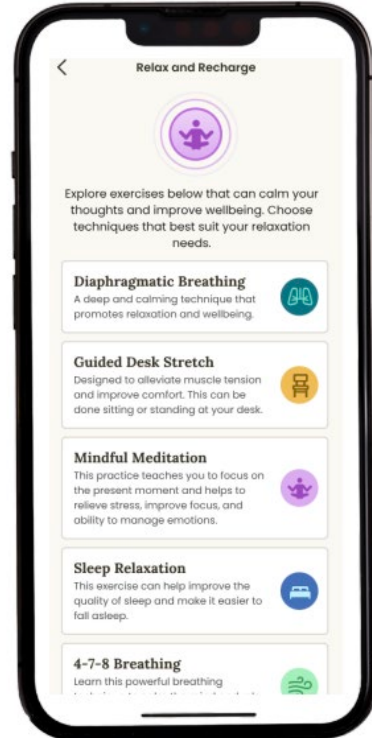 Relax and Recharge
Explore exercises below that can calm your
thoughts and improve wellbeing. Choose
techniques that best suit your relaxation
needs.
Diaphragmatic Breathing
A deep and calming technique that
promotes relaxation and wellbeing.
Guided Desk Stretch
Designed to alleviate muscle tension
and improve comfort. This can be
done sitting or standing at your desk.
Mindful Meditation
This practice teaches you to focus on
the present moment and helps to
relieve stress, improve focus, and
ability to manage emotions.
Sleep Relaxation
This exercise can help improve the
quality of sleep and make it easier to
fall asleep.
4-7-8 Breathing
Learn this powerful breathing